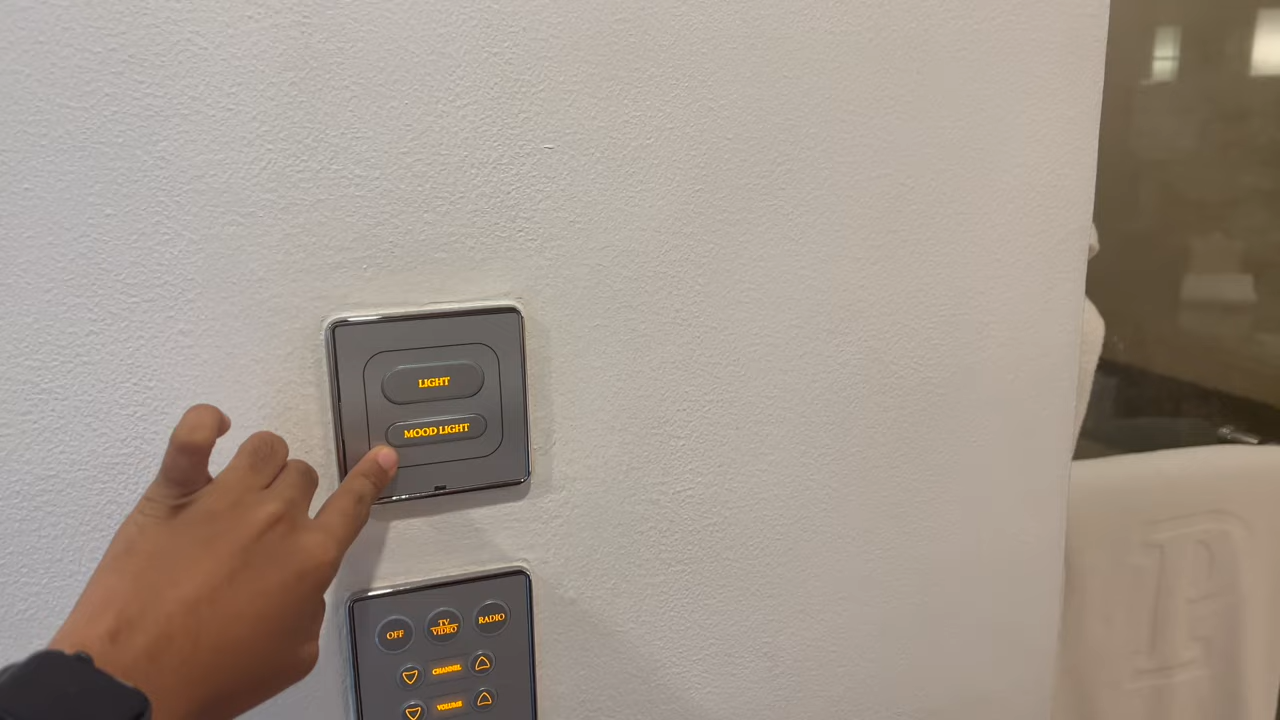 LIGHT
MOOD LIGHT
OFF
TV
VIDEO
RADIO
CHANNEL
VOLUME
P